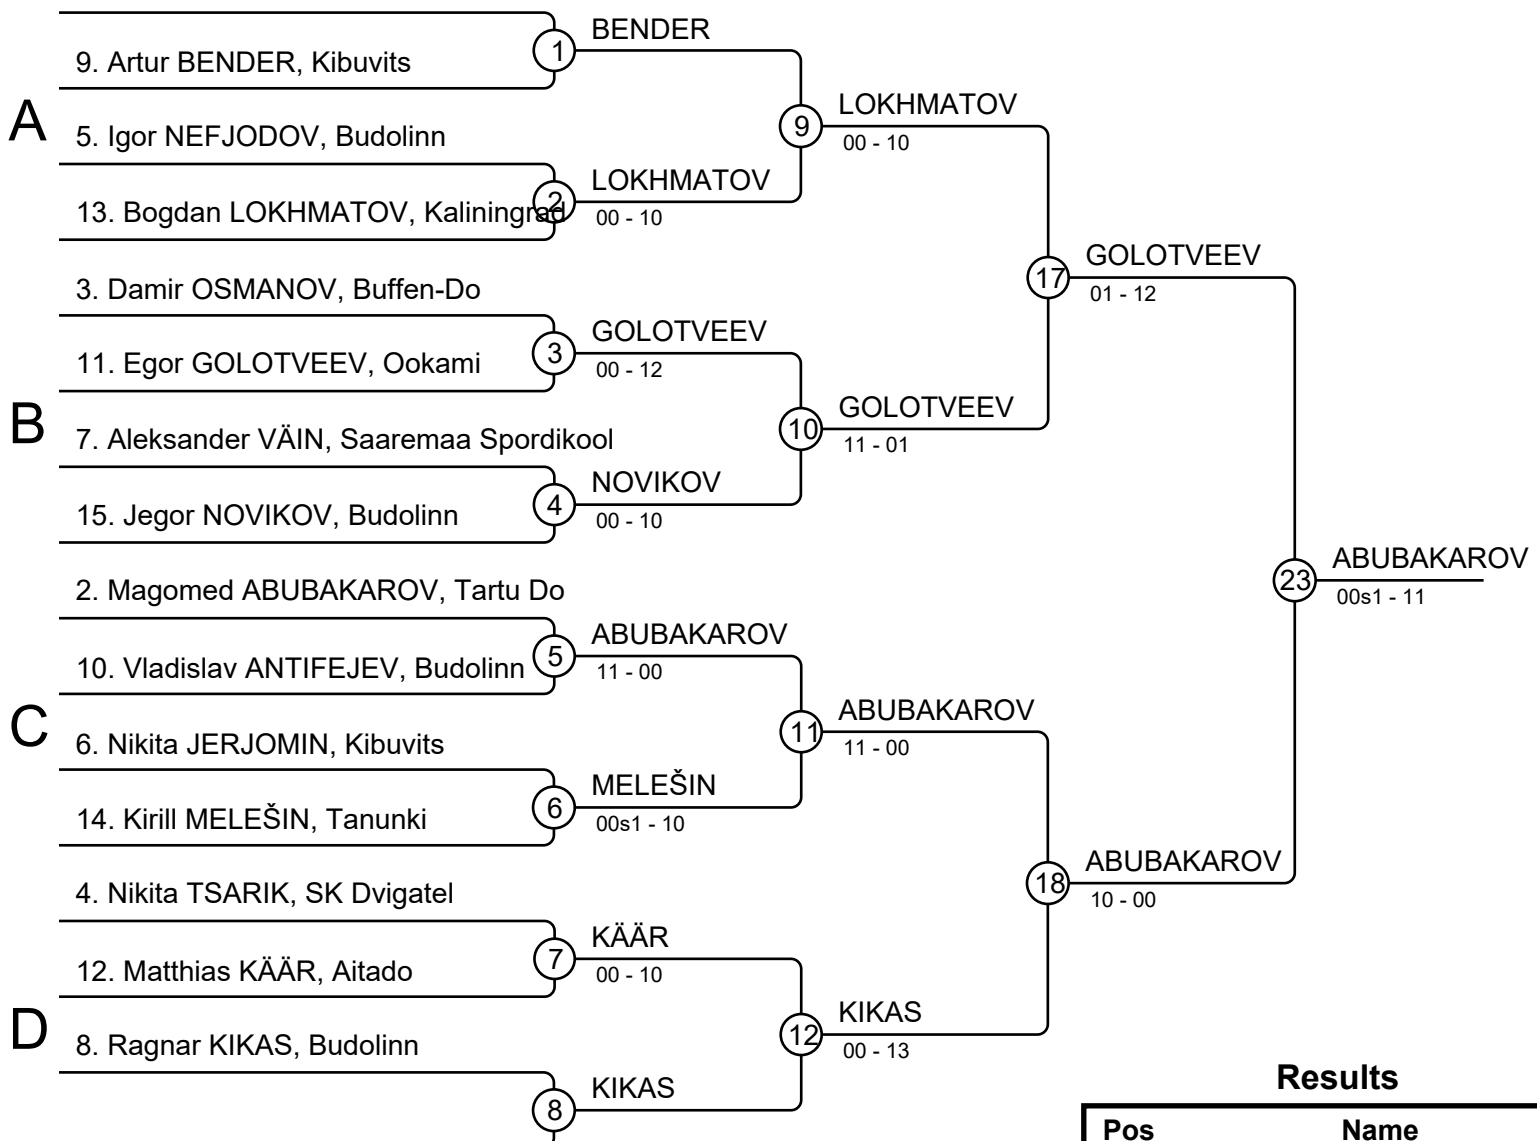 BENDER
1
9. Artur BENDER, Kibuvits
LOKHMATOV
A
9
00 - 10
5. Igor NEFJODOV, Budolinn
LOKHMATOV
2
13. Bogdan LOKHMATOV, Kaliningrad
00 - 10
GOLOTVEEV
17
3. Damir OSMANOV, Buffen-Do
01 - 12
GOLOTVEEV
3
11. Egor GOLOTVEEV, Ookami
00 - 12
GOLOTVEEV
B
10
7. Aleksander VÄIN, Saaremaa Spordikool
11 - 01
NOVIKOV
4
15. Jegor NOVIKOV, Budolinn
00 - 10
ABUBAKAROV
23
2. Magomed ABUBAKAROV, Tartu Do
00s1 - 11
ABUBAKAROV
5
10. Vladislav ANTIFEJEV, Budolinn
11 - 00
ABUBAKAROV
C
11
6. Nikita JERJOMIN, Kibuvits
11 - 00
MELEŠIN
6
14. Kirill MELEŠIN, Tanunki
00s1 - 10
ABUBAKAROV
18
4. Nikita TSARIK, SK Dvigatel
10 - 00
KÄÄR
7
12. Matthias KÄÄR, Aitado
00 - 10
KIKAS
D
12
8. Ragnar KIKAS, Budolinn
00 - 13
KIKAS
8
Results
Pos Name